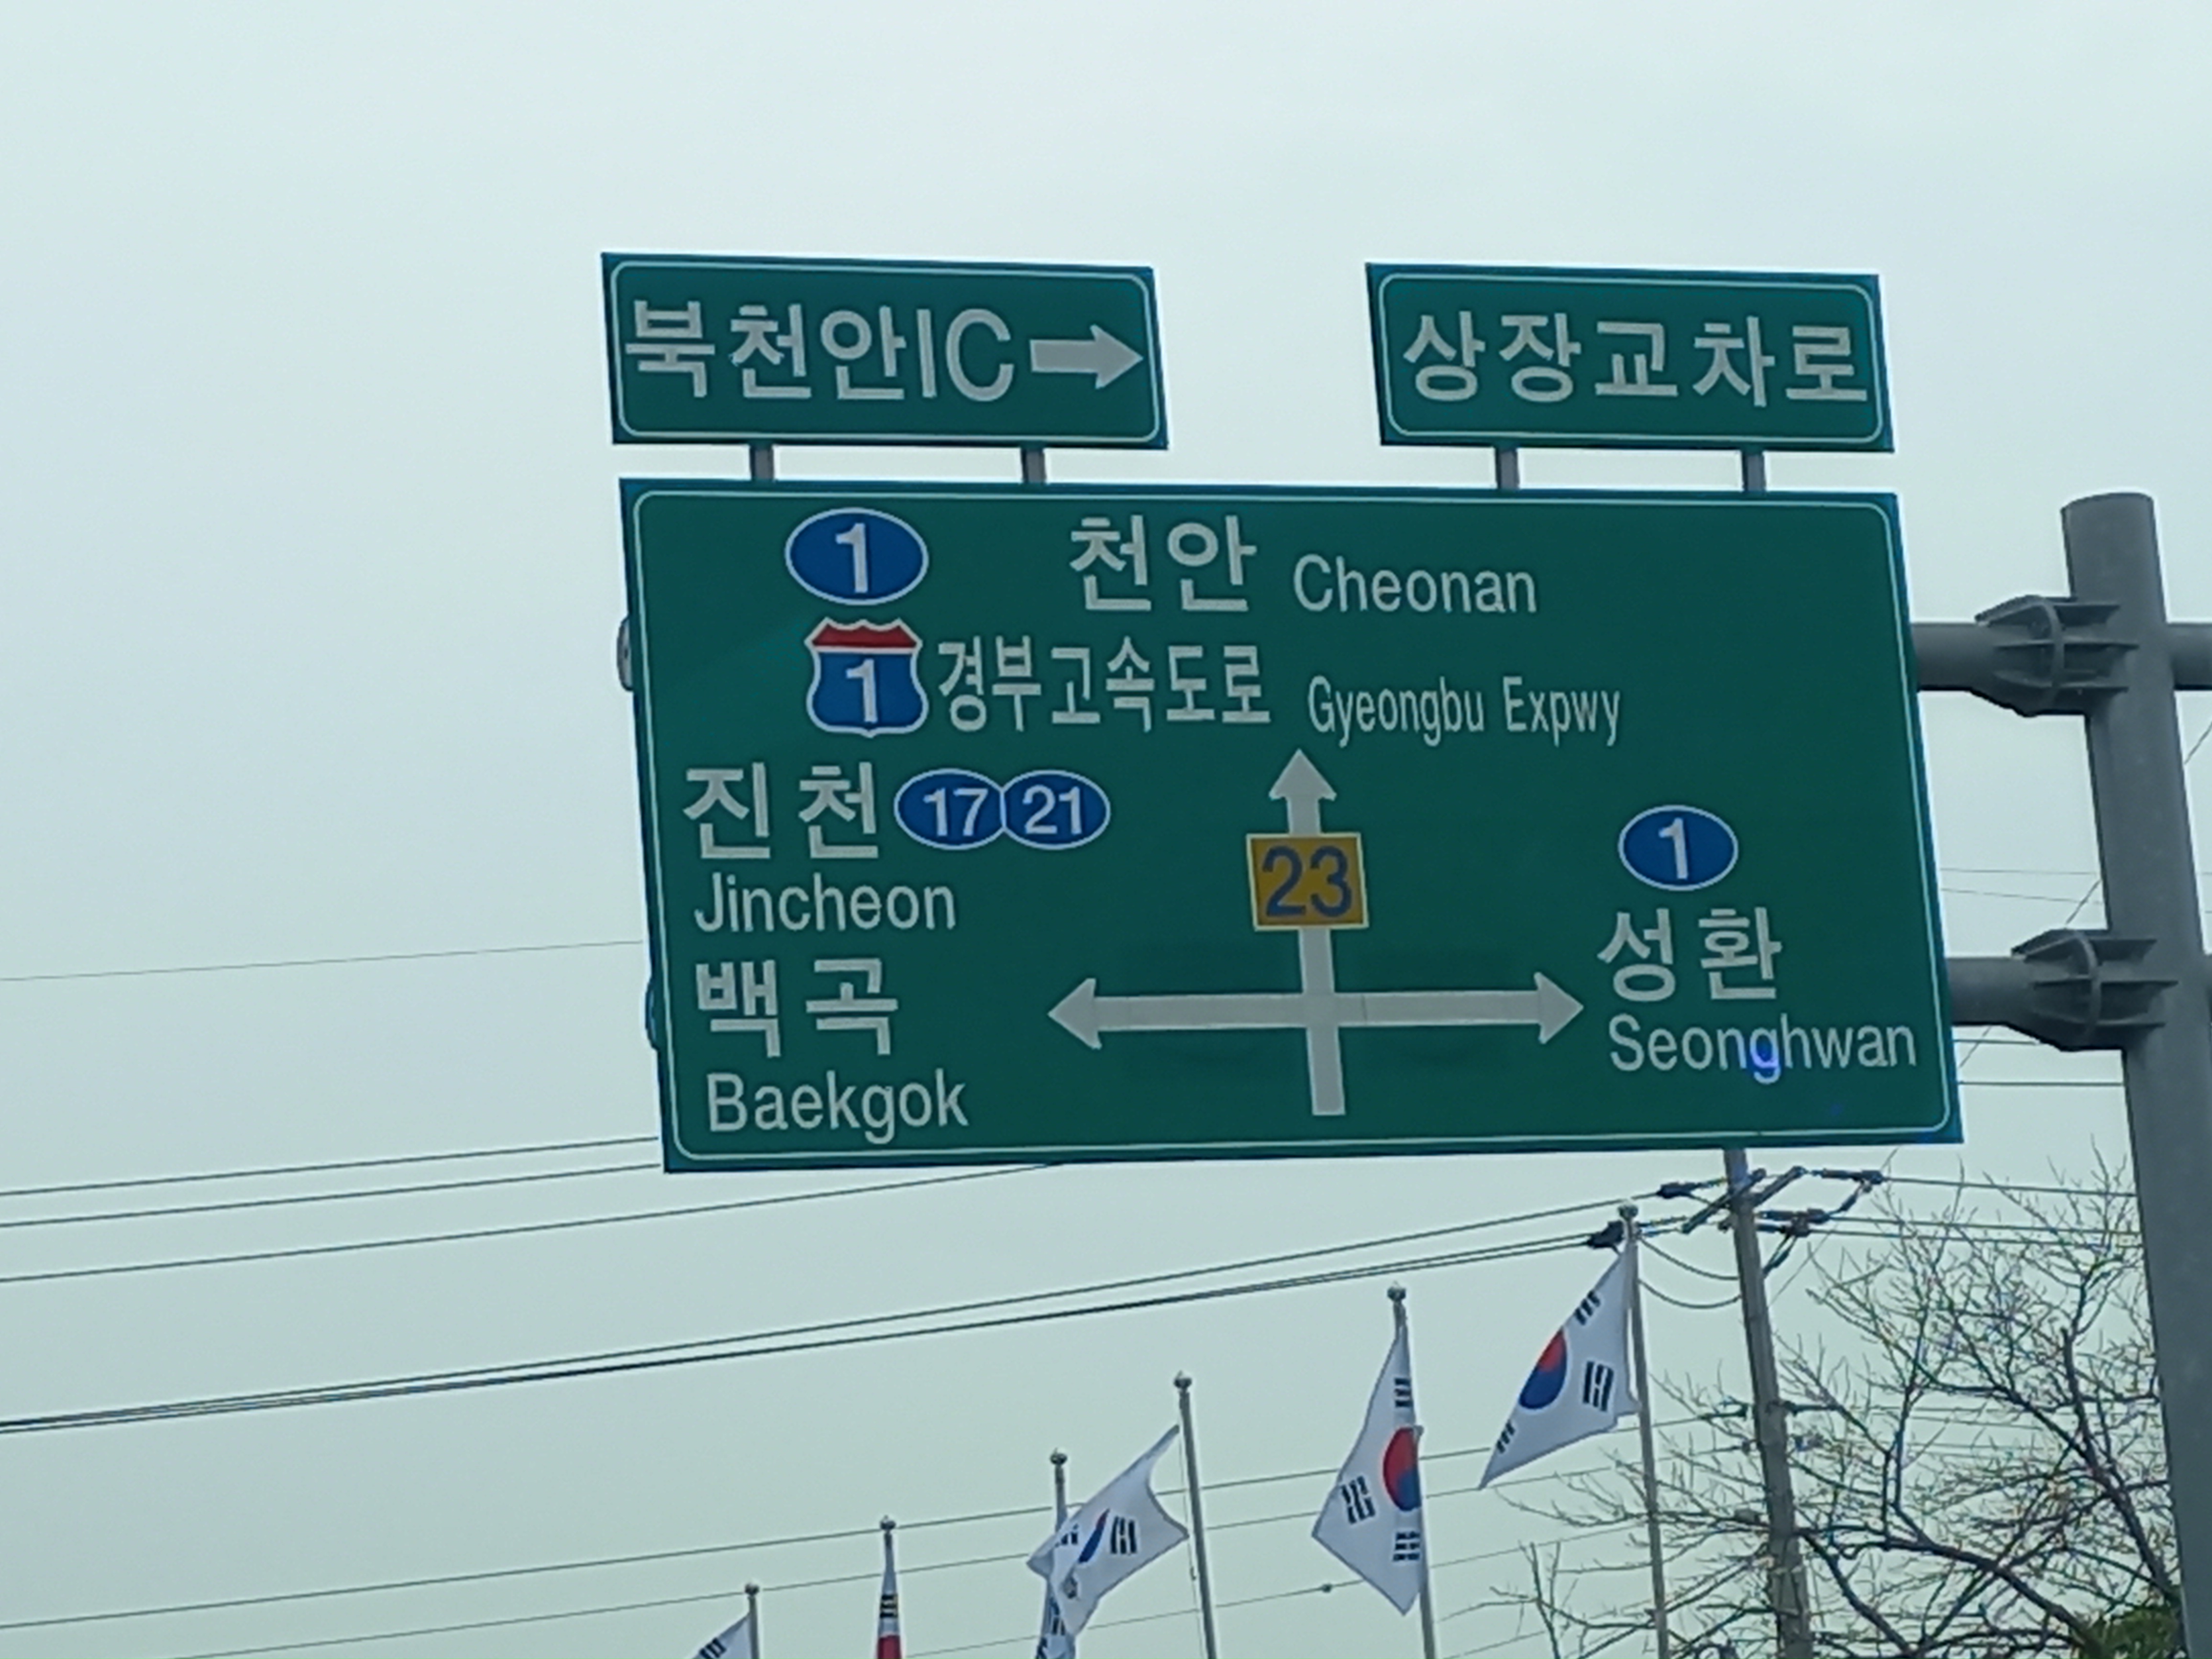 북천안IC
상장교차로
1 천안 Cheonan
1 경부고속도로 Gyeongbu Expwy
진천 17 21
Jincheon
백곡
Baekgok
23
1
성환
Seonghwan